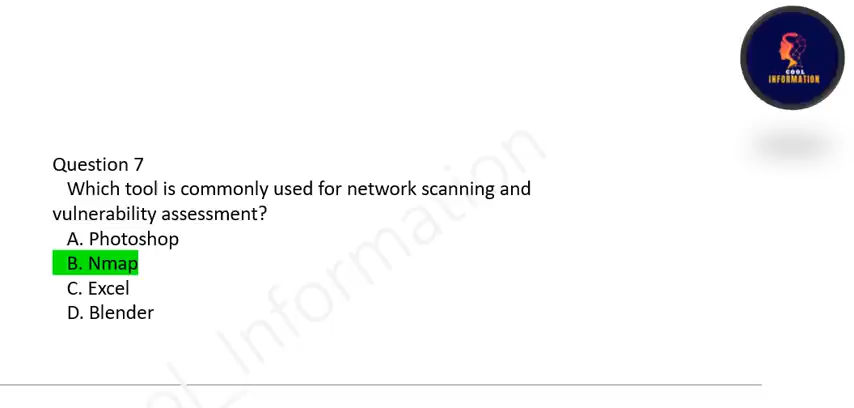 COOL
INFORMATION
Question 7
Which tool is commonly used for network scanning and
vulnerability assessment?
A. Photoshop
B. Nmap
C. Excel
D. Blender
al_Information